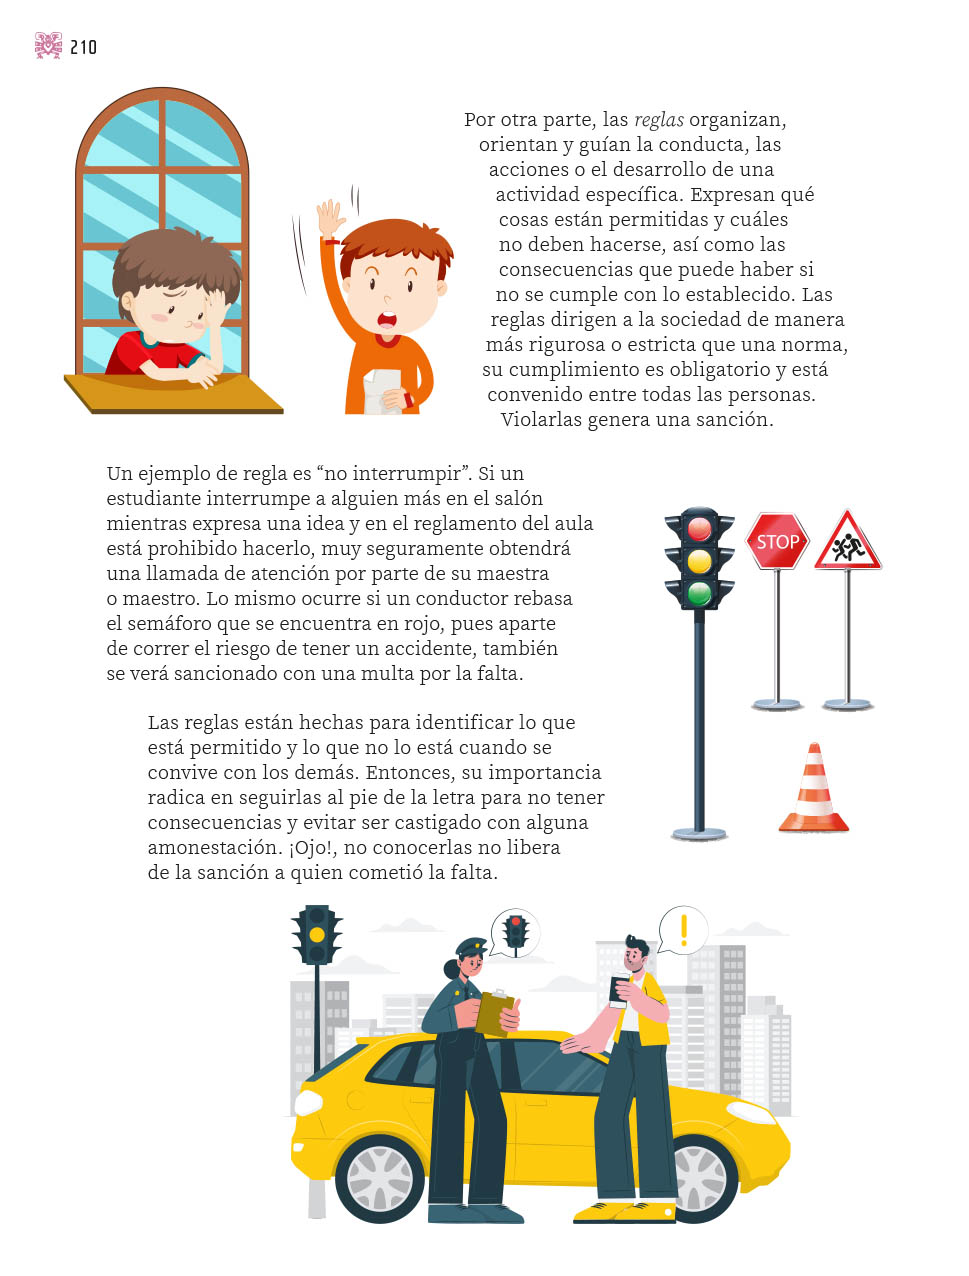 210
Por otra parte, las reglas organizan,
orientan y guían la conducta, las
acciones o el desarrollo de una
actividad específica. Expresan qué
cosas están permitidas y cuáles
no deben hacerse, así como las
consecuencias que puede haber si
no se cumple con lo establecido. Las
reglas dirigen a la sociedad de manera
más rigurosa o estricta que una norma,
su cumplimiento es obligatorio y está
convenido entre todas las personas.
Violarlas genera una sanción.
Un ejemplo de regla es “no interrumpir”. Si un
estudiante interrumpe a alguien más en el salón
mientras expresa una idea y en el reglamento del aula
está prohibido hacerlo, muy seguramente obtendrá
una llamada de atención por parte de su maestra
o maestro. Lo mismo ocurre si un conductor rebasa
el semáforo que se encuentra en rojo, pues aparte
de correr el riesgo de tener un accidente, también
se verá sancionado con una multa por la falta.
STOP
Las reglas están hechas para identificar lo que
está permitido y lo que no lo está cuando se
convive con los demás. Entonces, su importancia
radica en seguirlas al pie de la letra para no tener
consecuencias y evitar ser castigado con alguna
amonestación. ¡Ojo!, no conocerlas no libera
de la sanción a quien cometió la falta.
!